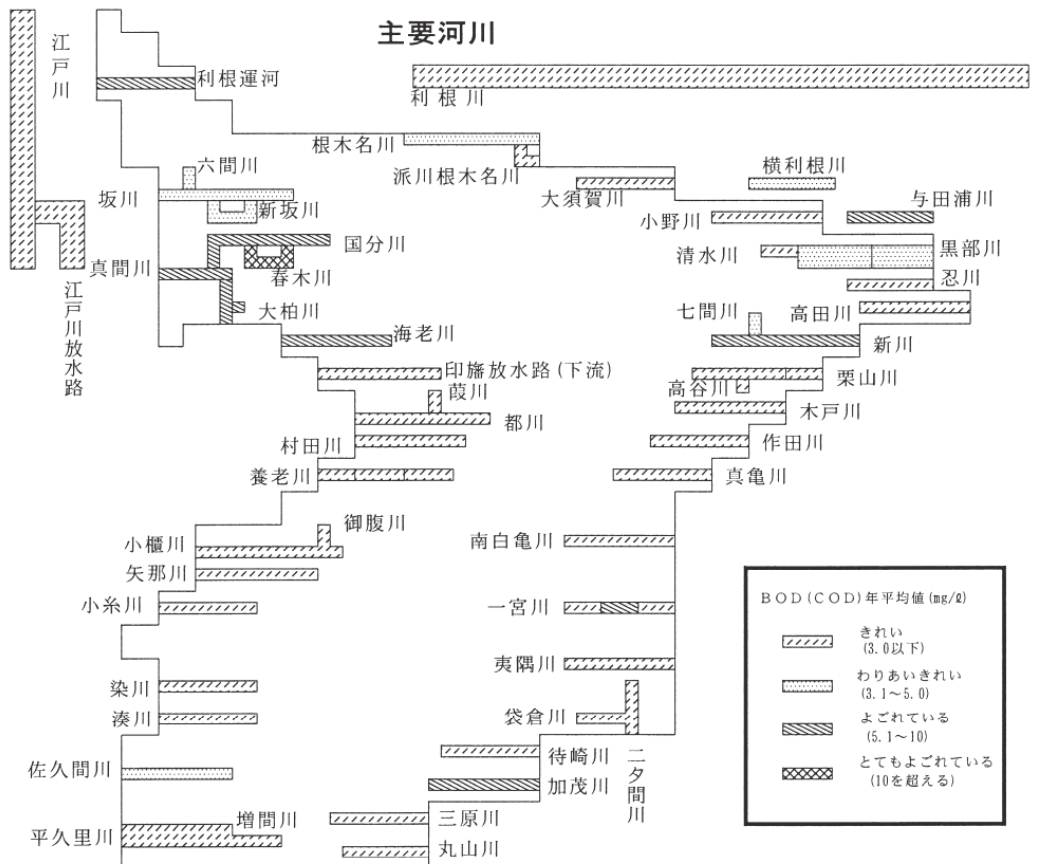 主要河川
江戸川
利根運河
利根川
根木名川
派川根木名川
六間川
横利根川
坂川
大須賀川
新坂川
小野川
与田浦川
国分川
清水川
黒部川
真間川
春木川
忍川
江戸川放水路
大柏川
七間川
高田川
海老川
新川
印旛放水路(下流)
高谷川
栗山川
葭川
都川
木戸川
村田川
作田川
養老川
真亀川
御腹川
小櫃川
南白亀川
矢那川
小糸川
一宮川
夷隅川
染川
湊川
袋倉川
二夕間川
待崎川
佐久間川
加茂川
増間川
三原川
平久里川
丸山川
BOD(COD)年平均値(mg/ℓ)
きれい
(3.0以下)
わりあいきれい
(3.1～5.0)
よごれている
(5.1～10)
とてもよごれている
(10を超える)